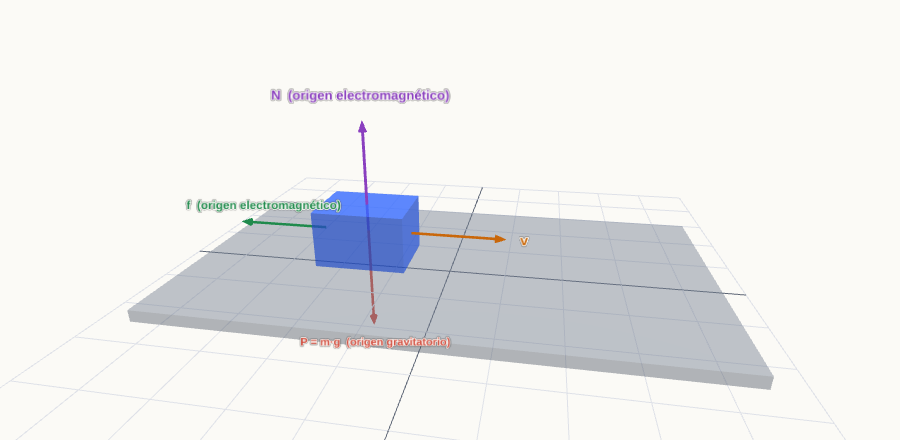 N (origen electromagnético)
f (origen electromagnético)
v
P = m·g (origen gravitatorio)